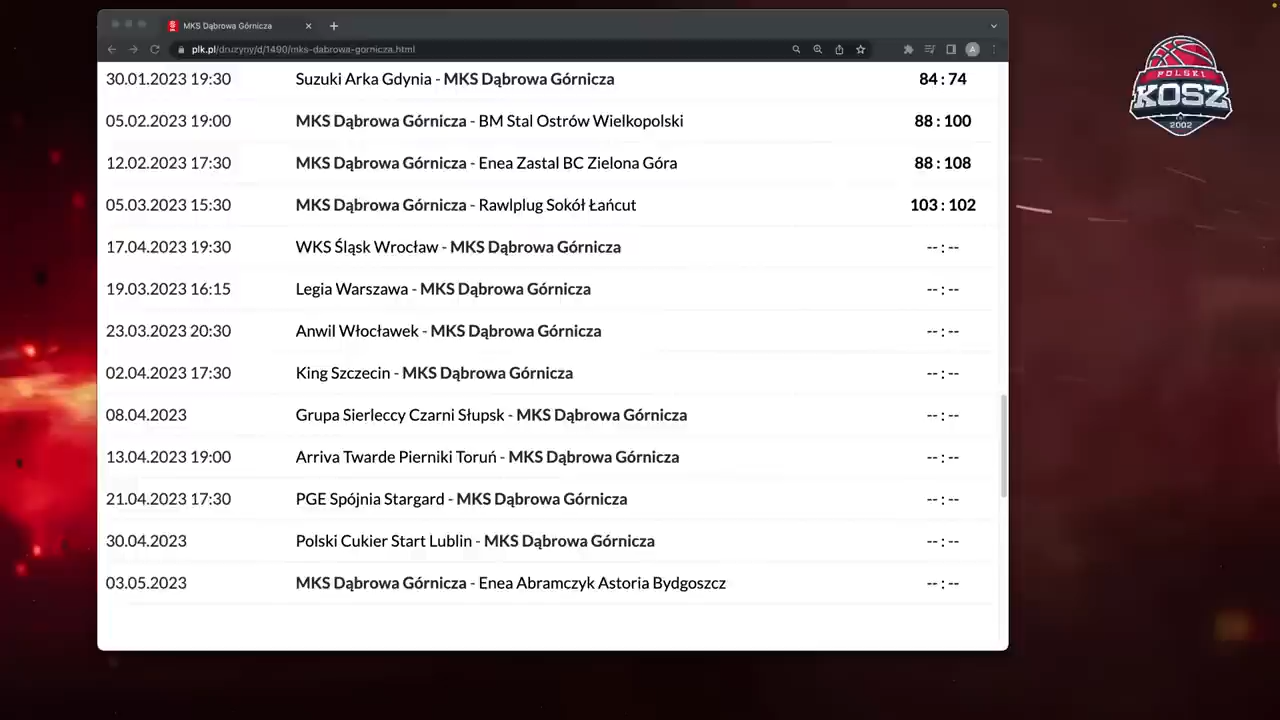 MKS Dąbrowa Górnicza
plk.pl/druzyny/d/1490/mks-dabrowa-gornicza.html
A
30.01.2023 19:30 Suzuki Arka Gdynia - MKS Dąbrowa Górnicza 84 : 74
05.02.2023 19:00 MKS Dąbrowa Górnicza - BM Stal Ostrów Wielkopolski 88 : 100
12.02.2023 17:30 MKS Dąbrowa Górnicza - Enea Zastal BC Zielona Góra 88 : 108
05.03.2023 15:30 MKS Dąbrowa Górnicza - Rawlplug Sokół Łańcut 103 : 102
17.04.2023 19:30 WKS Śląsk Wrocław - MKS Dąbrowa Górnicza -- : --
19.03.2023 16:15 Legia Warszawa - MKS Dąbrowa Górnicza -- : --
23.03.2023 20:30 Anwil Włocławek - MKS Dąbrowa Górnicza -- : --
02.04.2023 17:30 King Szczecin - MKS Dąbrowa Górnicza -- : --
08.04.2023 Grupa Sierleccy Czarni Słupsk - MKS Dąbrowa Górnicza -- : --
13.04.2023 19:00 Arriva Twarde Pierniki Toruń - MKS Dąbrowa Górnicza -- : --
21.04.2023 17:30 PGE Spójnia Stargard - MKS Dąbrowa Górnicza -- : --
30.04.2023 Polski Cukier Start Lublin - MKS Dąbrowa Górnicza -- : --
03.05.2023 MKS Dąbrowa Górnicza - Enea Abramczyk Astoria Bydgoszcz -- : --
POLSKI
KOSZ
2002